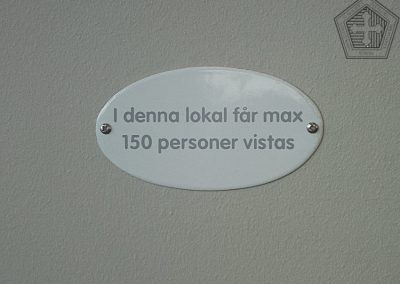 I denna lokal får max
150 personer vistas